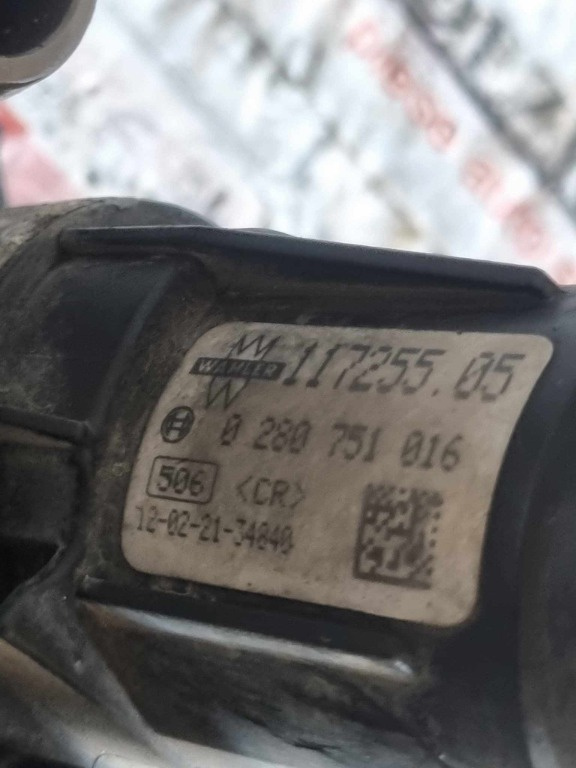 WAHLER 117255.05
0 280 751 016
506 <CR>
12-02-21-34840